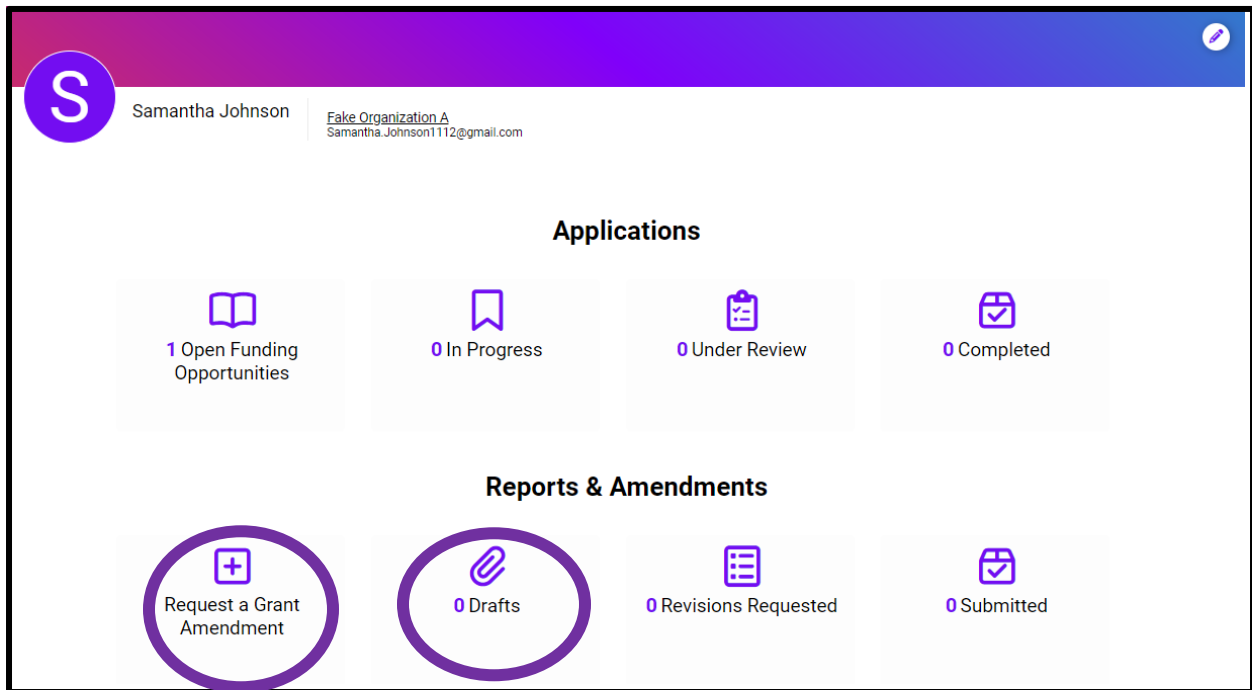 S
Samantha Johnson
Fake Organization A
Samantha.Johnson1112@gmail.com
Applications
1 Open Funding
Opportunities
0 In Progress
0 Under Review
0 Completed
Reports & Amendments
Request a Grant
Amendment
0 Drafts
0 Revisions Requested
0 Submitted